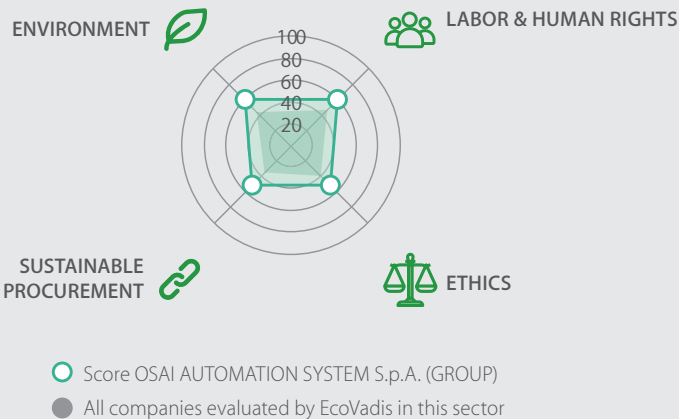 ENVIRONMENT
LABOR & HUMAN RIGHTS
100
80
60
40
20
SUSTAINABLE
PROCUREMENT
ETHICS
Score OSAI AUTOMATION SYSTEM S.p.A. (GROUP)
All companies evaluated by EcoVadis in this sector